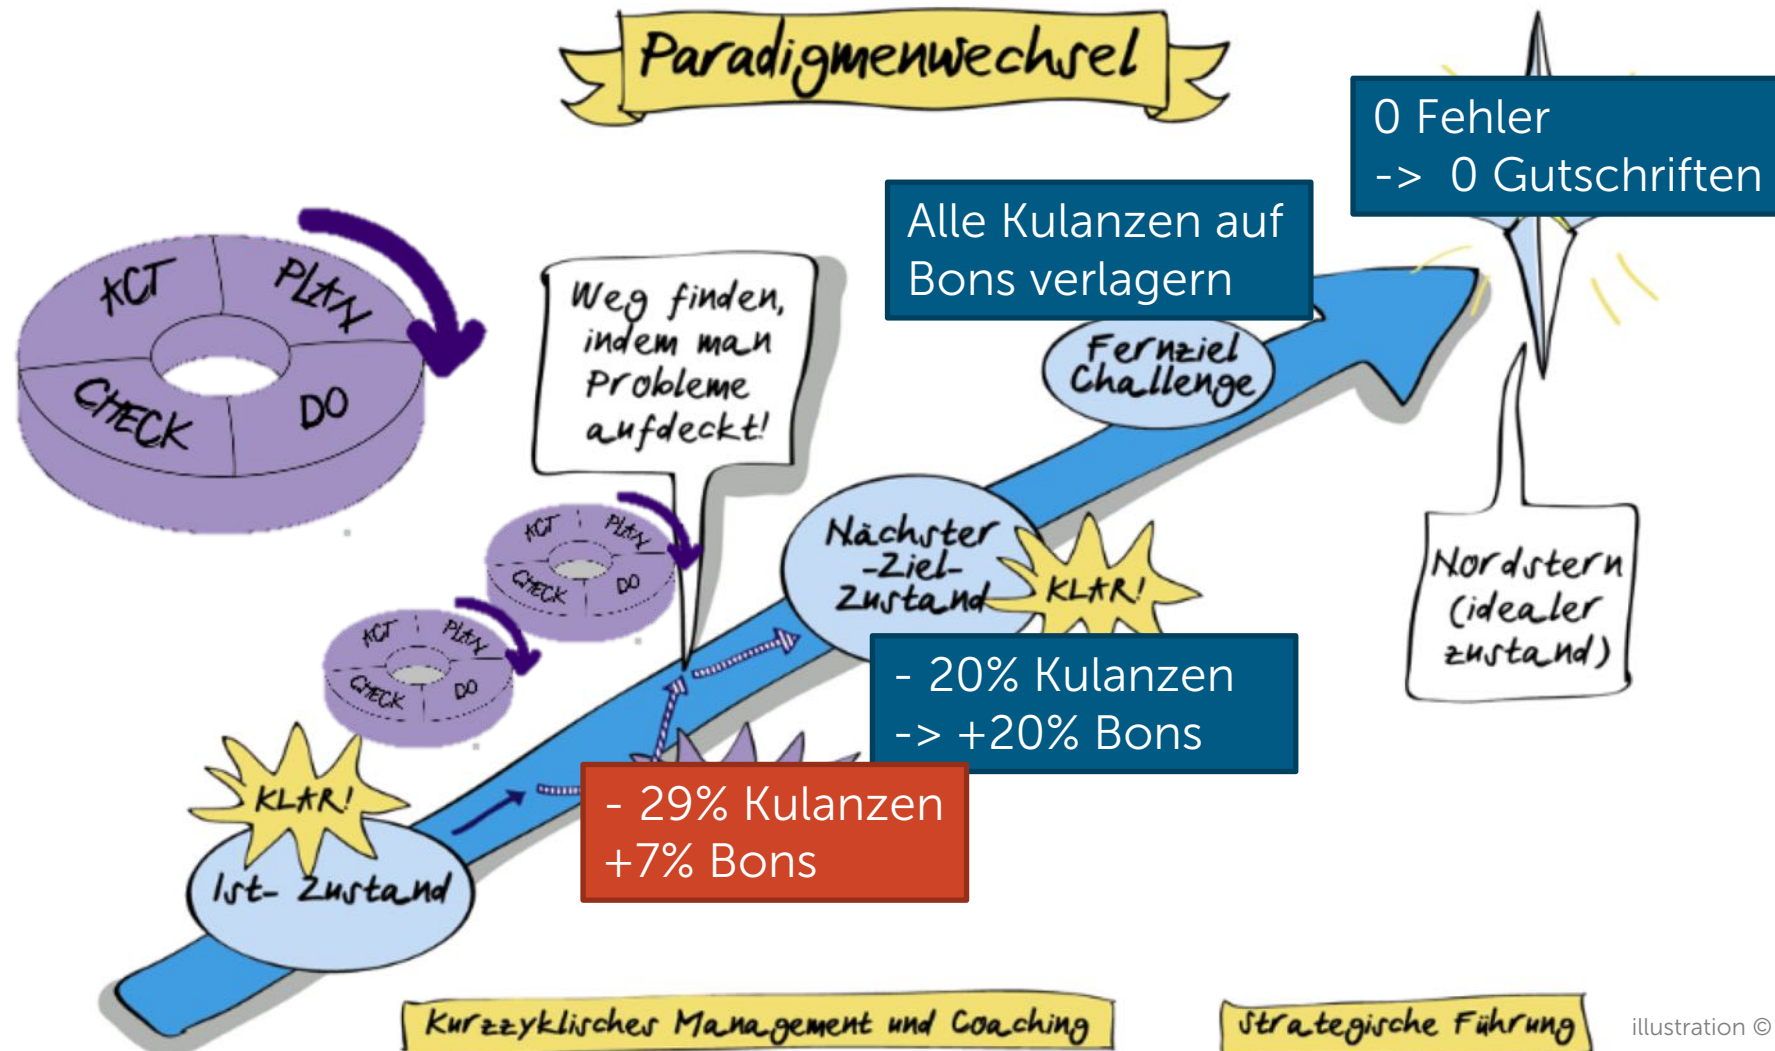 Paradigmenwechsel
0 Fehler
-> 0 Gutschriften
Alle Kulanzen auf
Bons verlagern
ACT
PLAN
CHECK
DO
Weg finden,
indem man
Probleme
aufdeckt!
Fernziel
Challenge
ACT
PLAN
CHECK
DO
Nächster
-Ziel-
Zustand
KLAR!
Nordstern
(idealer
zustand)
ACT
PLAN
CHECK
DO
- 20% Kulanzen
-> +20% Bons
KLAR!
Ist-Zustand
- 29% Kulanzen
+7% Bons
Kurzzyklisches Management und Coaching
Strategische Führung
illustration ©